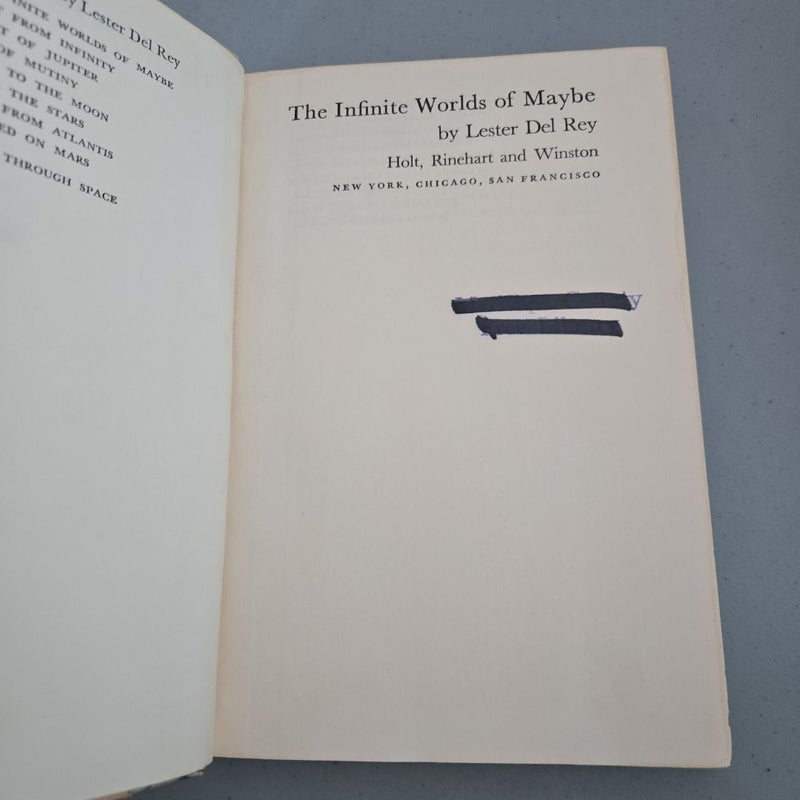 by Lester Del Rey
INITE WORLDS OF MAYBE
FROM INFINITY
OF JUPITER
OF MUTINY
TO THE MOON
THE STARS
FROM ATLANTIS
ED ON MARS
THROUGH SPACE
The Infinite Worlds of Maybe
by Lester Del Rey
Holt, Rinehart and Winston
NEW YORK, CHICAGO, SAN FRANCISCO